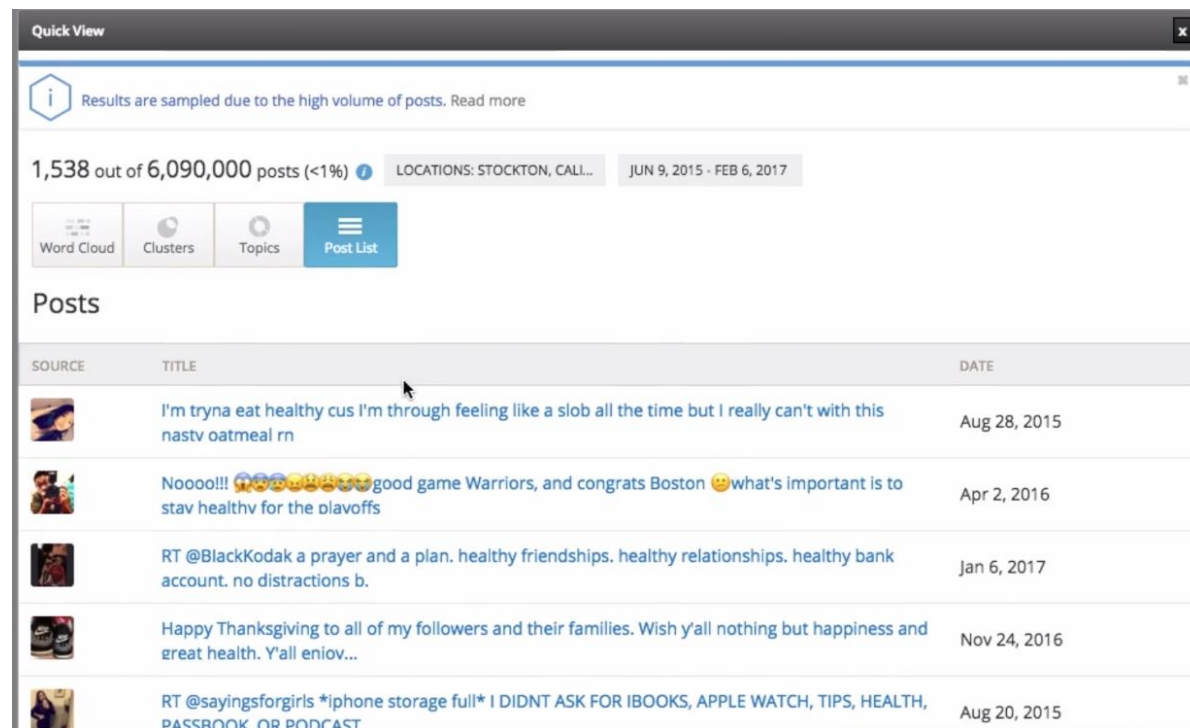 Quick View
x
i Results are sampled due to the high volume of posts. Read more
1,538 out of 6,090,000 posts (<1%) i LOCATIONS: STOCKTON, CALI... JUN 9, 2015 - FEB 6, 2017
Word Cloud Clusters Topics Post List
Posts
SOURCE TITLE DATE
I'm tryna eat healthy cus I'm through feeling like a slob all the time but I really can't with this
nasty oatmeal rn
Aug 28, 2015
Noooo!!! 😱😨😰😖😫😩😭😭good game Warriors, and congrats Boston 😕what's important is to
stay healthy for the playoffs
Apr 2, 2016
RT @BlackKodak a prayer and a plan. healthy friendships. healthy relationships. healthy bank
account. no distractions b.
Jan 6, 2017
Happy Thanksgiving to all of my followers and their families. Wish y'all nothing but happiness and
great health. Y'all enjoy...
Nov 24, 2016
RT @sayingsforgirls *iphone storage full* I DIDNT ASK FOR IBOOKS, APPLE WATCH, TIPS, HEALTH,
PASSBOOK, OR PODCAST
Aug 20, 2015